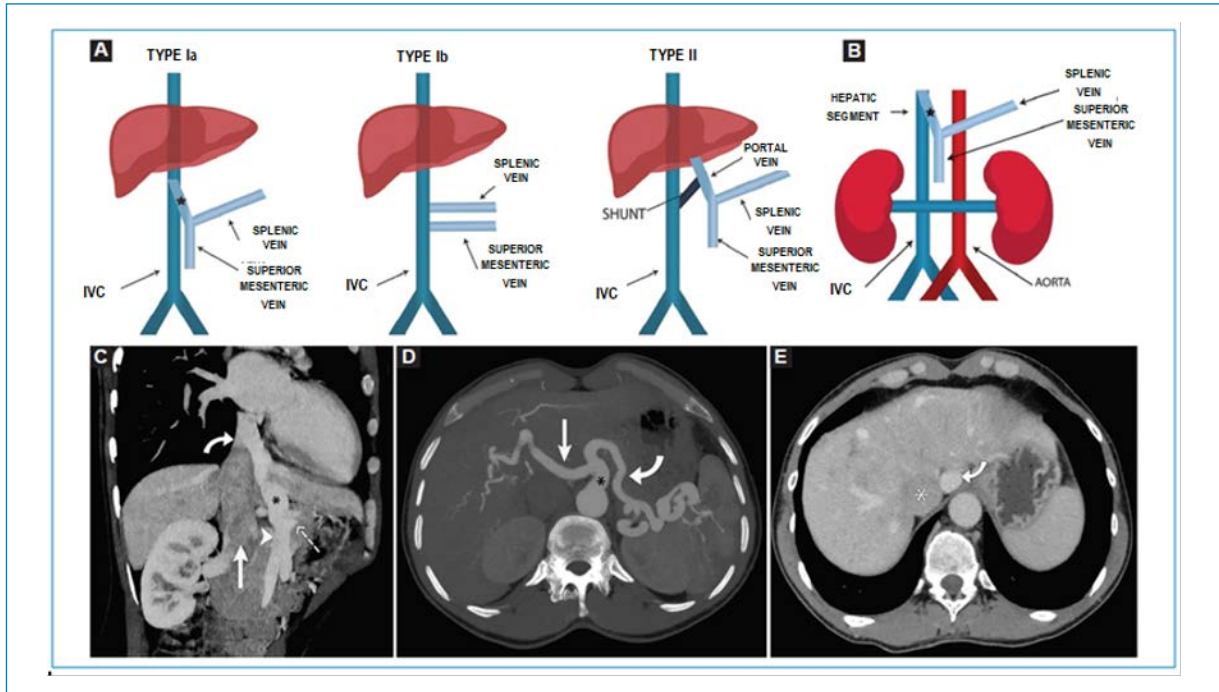 A
TYPE Ia
SPLENIC
VEIN
SUPERIOR
MESENTERIC
VEIN
IVC
TYPE Ib
SPLENIC
VEIN
SUPERIOR
MESENTERIC
VEIN
IVC
TYPE II
PORTAL
VEIN
SHUNT
SPLENIC
VEIN
SUPERIOR
MESENTERIC
VEIN
IVC
B
HEPATIC
SEGMENT
SPLENIC
VEIN
SUPERIOR
MESENTERIC
VEIN
IVC
AORTA
C
*
D
*
E
*